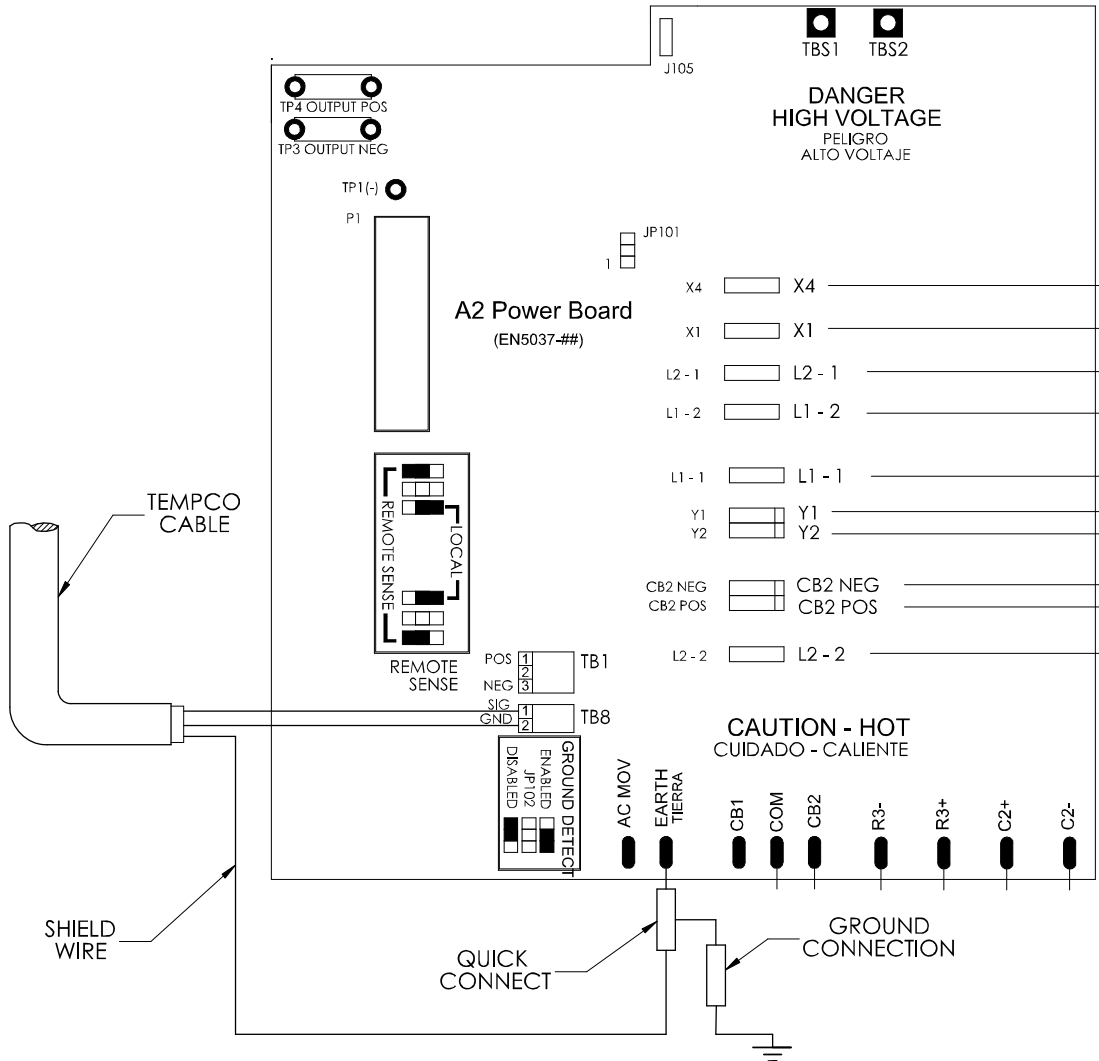 TBS1
TBS2
J105
DANGER
HIGH VOLTAGE
PELIGRO
ALTO VOLTAJE
TP4 OUTPUT POS
TP3 OUTPUT NEG
TP1(-)
P1
JP101
1
A2 Power Board
(EN5037-##)
X4 X4
X1 X1
L2 - 1 L2 - 1
L1 - 2 L1 - 2
L1 - 1 L1 - 1
Y1 Y1
Y2 Y2
CB2 NEG CB2 NEG
CB2 POS CB2 POS
L2 - 2 L2 - 2
TEMPCO
CABLE
REMOTE SENSE
LOCAL
REMOTE
SENSE
POS 1
2
NEG 3
TB1
SIG 1
GND 2
TB8
GROUND DETECT
ENABLED
JP102
DISABLED
CAUTION - HOT
CUIDADO - CALIENTE
AC MOV
EARTH
TIERRA
CB1
COM
CB2
R3-
R3+
C2+
C2-
SHIELD
WIRE
QUICK
CONNECT
GROUND
CONNECTION